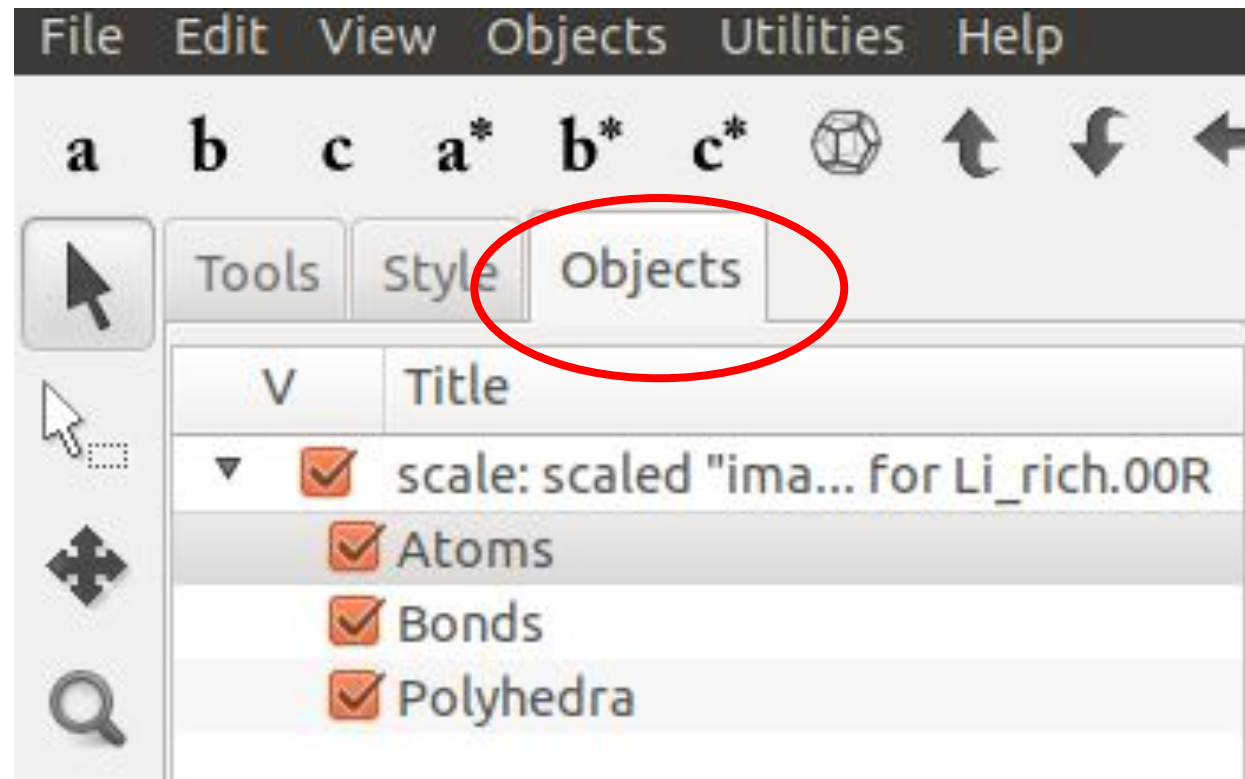 File Edit View Objects Utilities Help
a b c a* b* c*
Tools Style Objects
V Title
scale: scaled "ima... for Li_rich.00R
Atoms
Bonds
Polyhedra